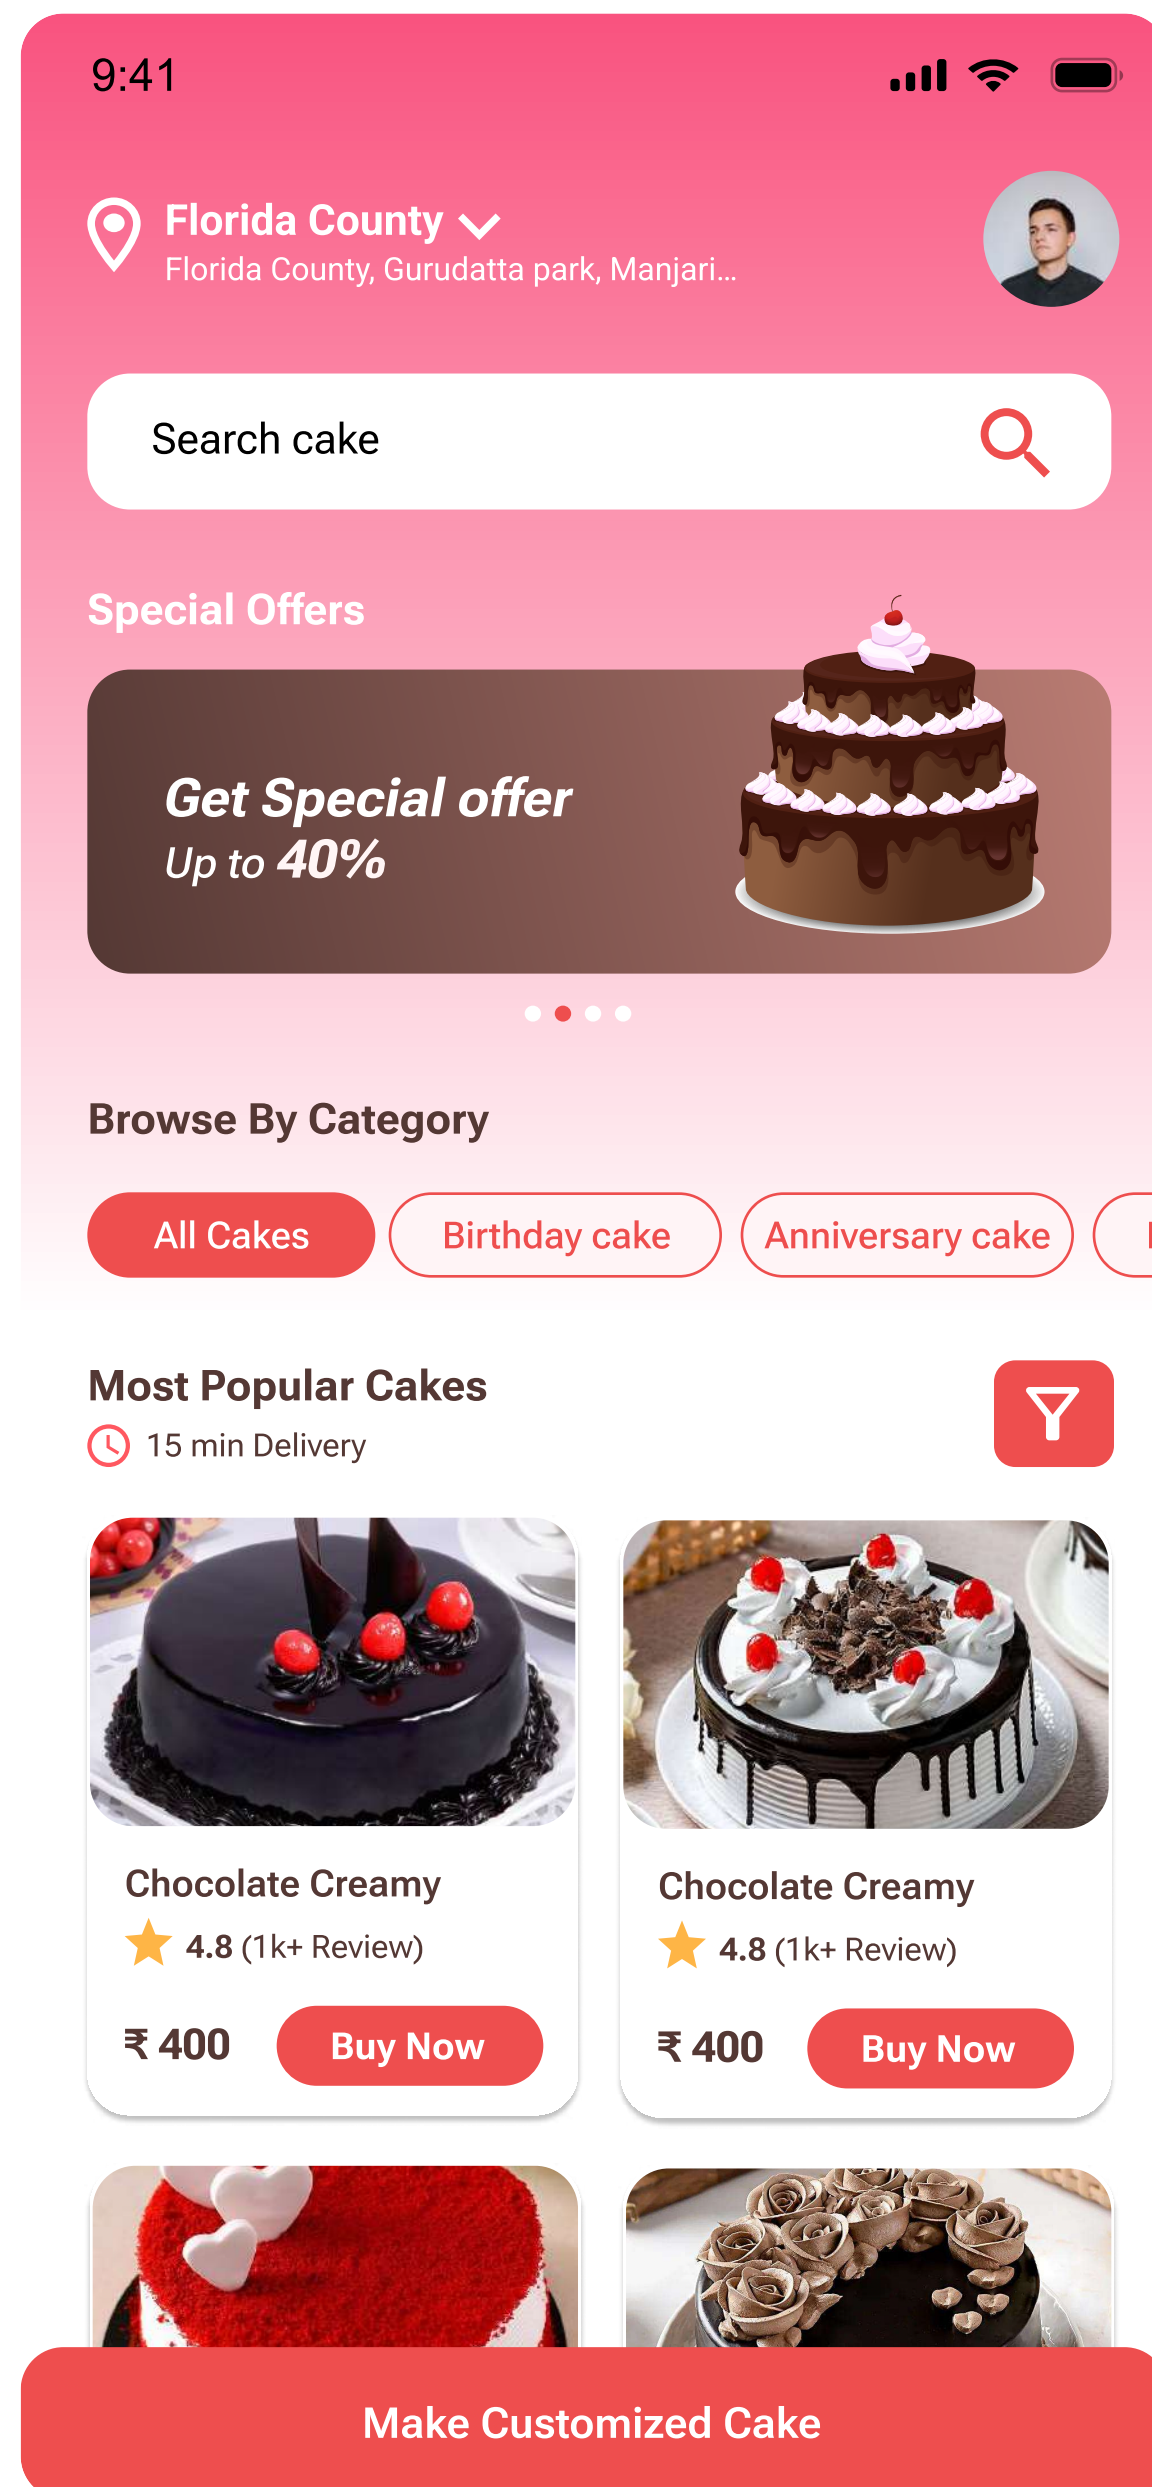 9:41
Florida County
Florida County, Gurudatta park, Manjari...
Search cake
Special Offers
Get Special offer
Up to 40%
Browse By Category
All Cakes
Birthday cake
Anniversary cake
Most Popular Cakes
15 min Delivery
Chocolate Creamy
4.8 (1k+ Review)
₹ 400
Buy Now
Chocolate Creamy
4.8 (1k+ Review)
₹ 400
Buy Now
Make Customized Cake